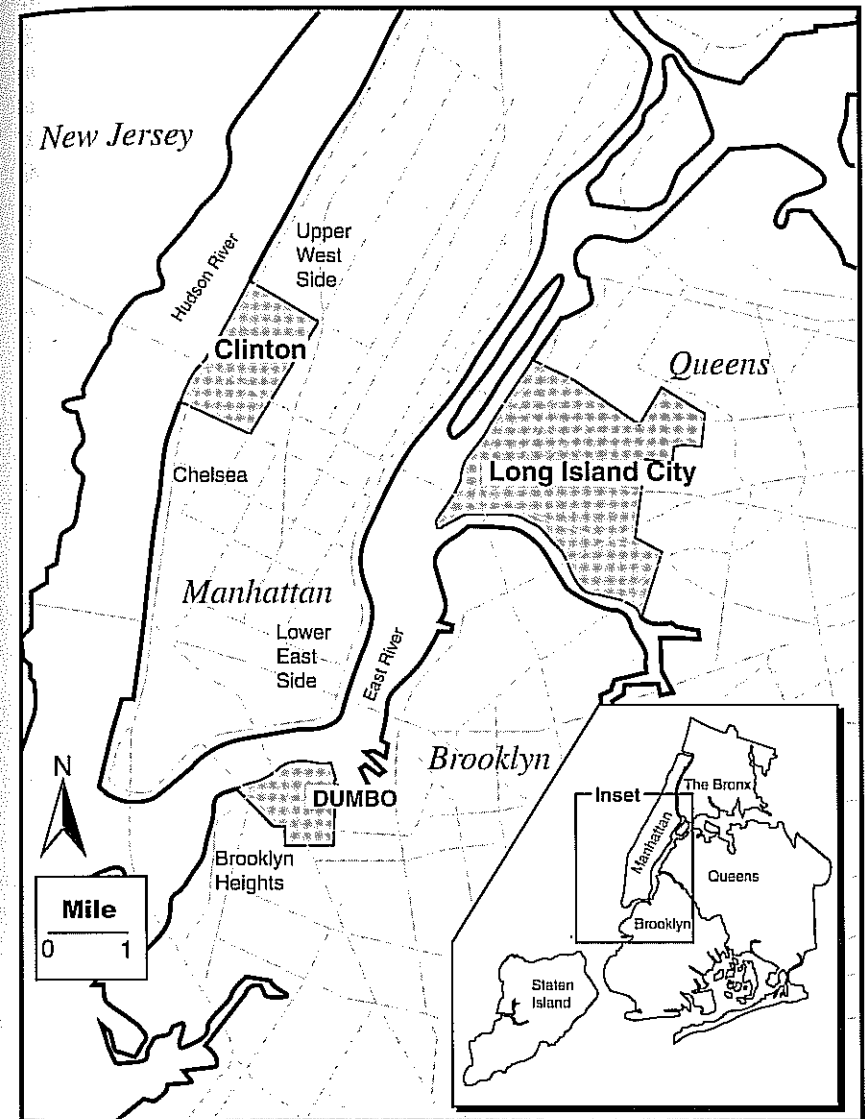 New Jersey
Hudson River
Upper
West
Side
Clinton
Queens
Long Island City
Chelsea
Manhattan
Lower
East
Side
East River
Brooklyn
DUMBO
Brooklyn
Heights
N
Mile
0 1
Inset
The Bronx
Manhattan
Queens
Brooklyn
Staten
Island